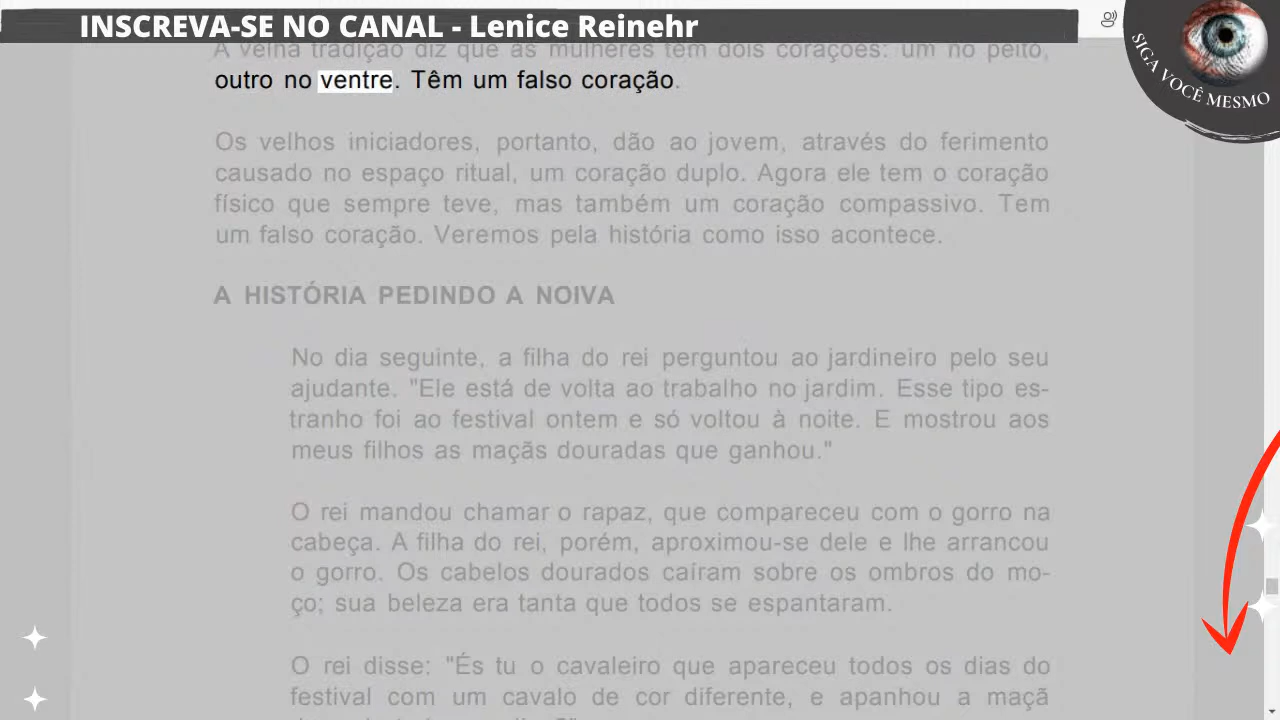 INSCREVA-SE NO CANAL - Lenice Reinehr
SIGA VOCÊ MESMO
A velha tradição diz que as mulheres têm dois corações: um no peito,
outro no ventre. Têm um falso coração.
Os velhos iniciadores, portanto, dão ao jovem, através do ferimento
causado no espaço ritual, um coração duplo. Agora ele tem o coração
físico que sempre teve, mas também um coração compassivo. Tem
um falso coração. Veremos pela história como isso acontece.
A HISTÓRIA PEDINDO A NOIVA
No dia seguinte, a filha do rei perguntou ao jardineiro pelo seu
ajudante. "Ele está de volta ao trabalho no jardim. Esse tipo es-
tranho foi ao festival ontem e só voltou à noite. E mostrou aos
meus filhos as maçãs douradas que ganhou."
O rei mandou chamar o rapaz, que compareceu com o gorro na
cabeça. A filha do rei, porém, aproximou-se dele e lhe arrancou
o gorro. Os cabelos dourados caíram sobre os ombros do mo-
ço; sua beleza era tanta que todos se espantaram.
O rei disse: "És tu o cavaleiro que apareceu todos os dias do
festival com um cavalo de cor diferente, e apanhou a maçã